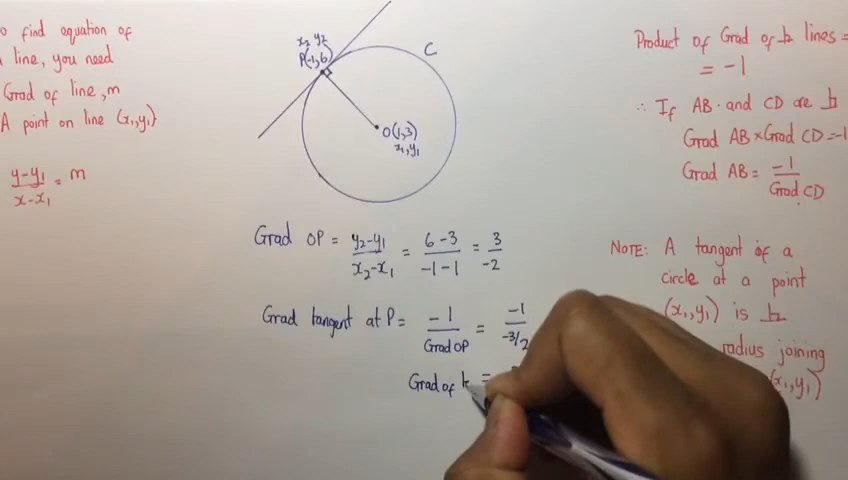 o find equation of
line, you need
Grad of line, m
A point on line (x₁,y₁)
y-y₁ / x-x₁ = m
x₂ y₂
P(-1,6)
C
O(1,3)
x₁,y₁
Grad OP = y₂-y₁ / x₂-x₁ = 6-3 / -1-1 = 3 / -2
Grad tangent at P = -1 / Grad OP = -1 / -3/2
Grad of
Product of Grad of ⊥ lines =
= -1
∴ If AB and CD are ⊥
Grad AB × Grad CD = -1
Grad AB = -1 / Grad CD
NOTE: A tangent of a
circle at a point
(x₁,y₁) is ⊥
radius joining
(x₁,y₁)